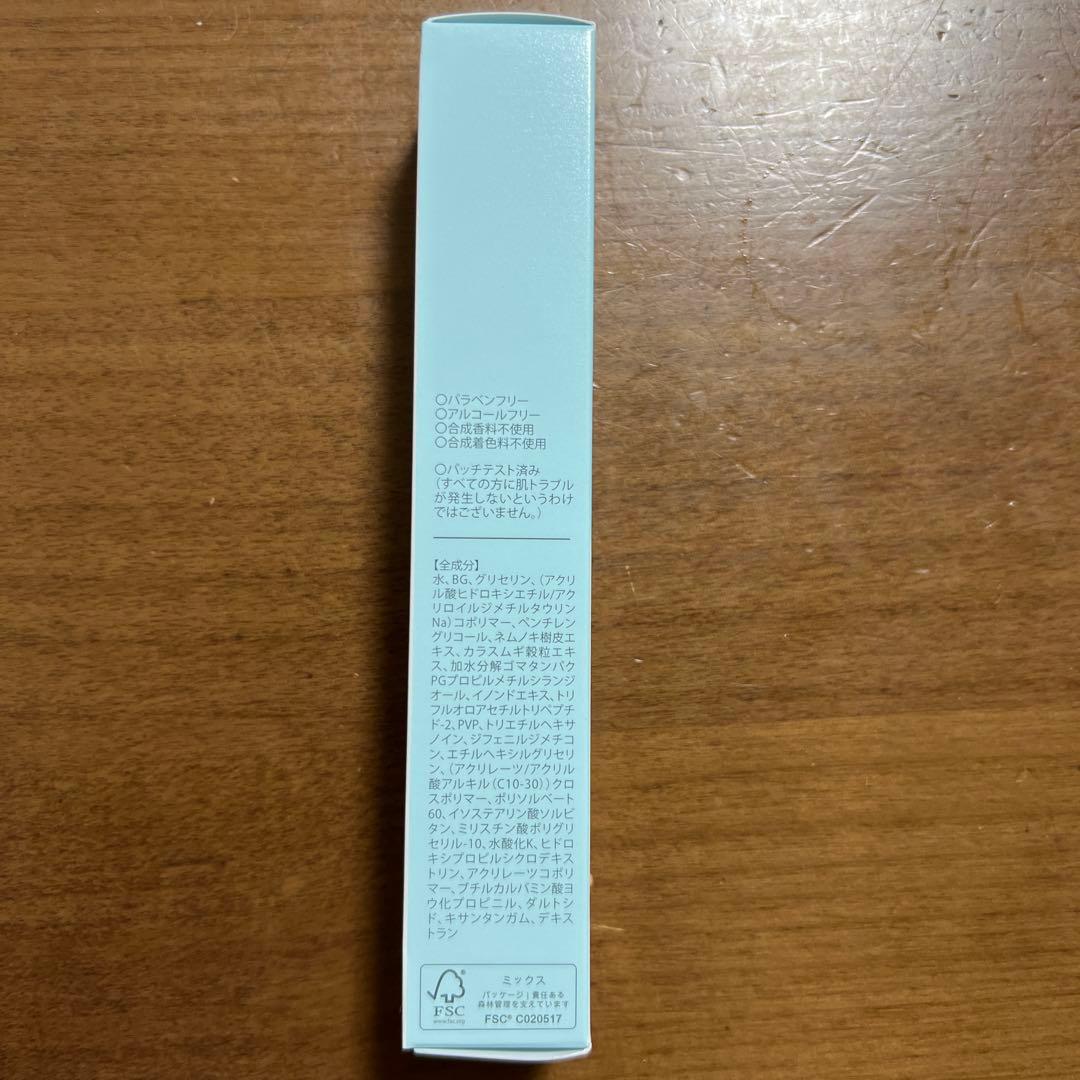 ○パラベンフリー
○アルコールフリー
○合成香料不使用
○合成着色料不使用
○パッチテスト済み
(すべての方に肌トラブル
が発生しないというわけ
ではございません。)
【全成分】
水、BG、グリセリン、(アクリ
ル酸ヒドロキシエチル/アク
リロイルジメチルタウリン
Na)コポリマー、ペンチレン
グリコール、ネムノキ樹皮エ
キス、カラスムギ穀粒エキ
ス、加水分解ゴマタンパク
PGプロピルメチルシランジ
オール、イノンドエキス、トリ
フルオロアセチルトリペプチ
ド-2、PVP、トリエチルヘキサ
ノイン、ジフェニルジメチコ
ン、エチルヘキシルグリセリ
ン、(アクリレーツ/アクリル
酸アルキル(C10-30))クロ
スポリマー、ポリソルベート
60、イソステアリン酸ソルビ
タン、ミリスチン酸ポリグリ
セリル-10、水酸化K、ヒドロ
キシプロピルシクロデキス
トリン、アクリレーツコポリ
マー、ブチルカルバミン酸ヨ
ウ化プロピニル、ダルトシ
ド、キサンタンガム、デキス
トラン
FSC
www.fsc.org
ミックス
パッケージ|責任ある
森林管理を支えています
FSC® C020517